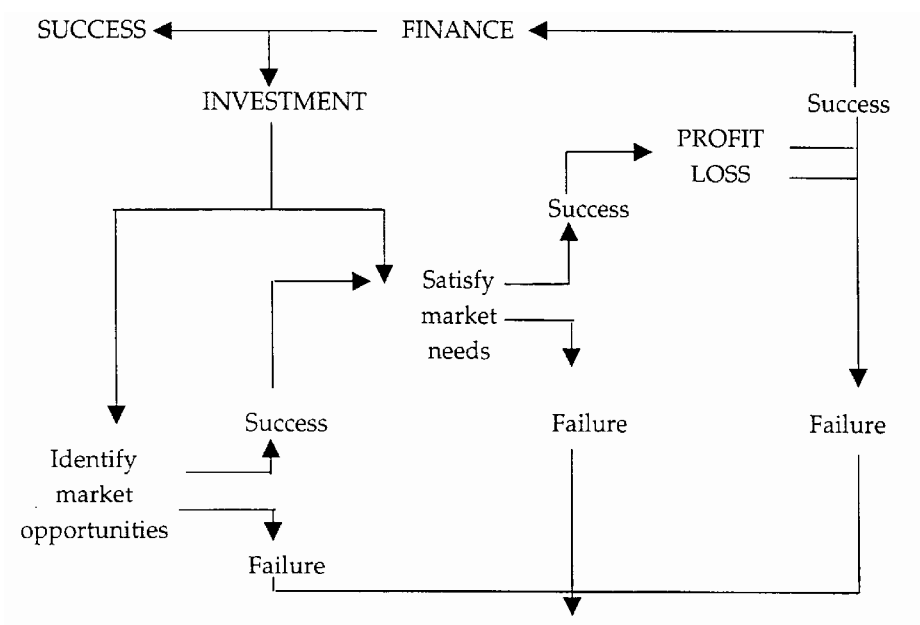 SUCCESS
FINANCE
INVESTMENT
Success
PROFIT
LOSS
Success
Satisfy
market
needs
Success
Failure
Failure
Identify
market
opportunities
Failure